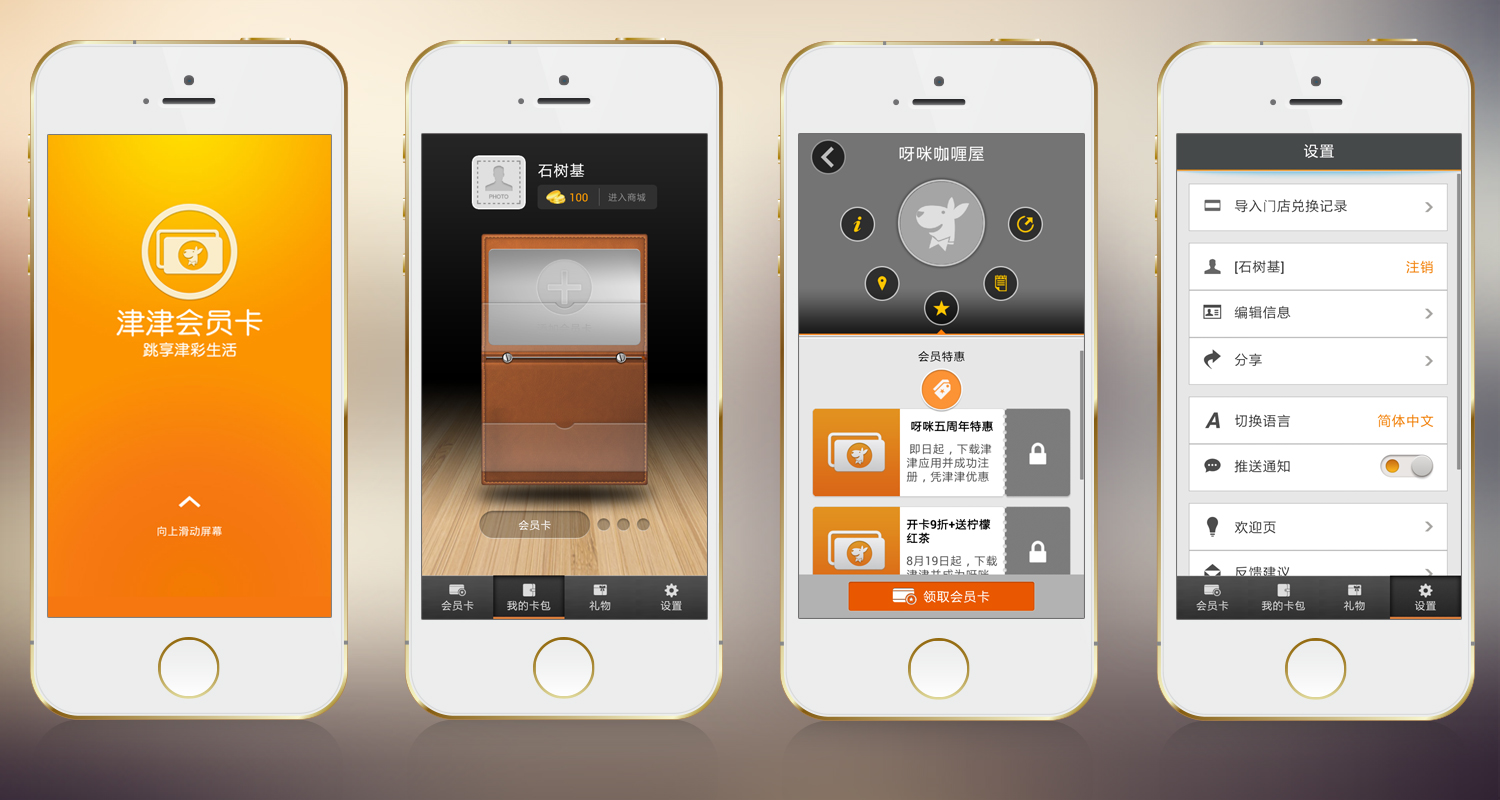 津津会员卡
跳享津彩生活
向上滑动屏幕
石树基
PHOTO
100
进入商城
会员卡
会员卡
我的卡包
礼物
设置
呀咪咖喱屋
i
会员特惠
呀咪五周年特惠
即日起，下载津
津应用并成功注
册，凭津津优惠
开卡9折+送柠檬
红茶
8月19日起，下载
津津并成为呀咪
领取会员卡
设置
导入门店兑换记录
[石树基]
注销
编辑信息
分享
A
切换语言
简体中文
推送通知
欢迎页
反馈建议
会员卡
我的卡包
礼物
设置